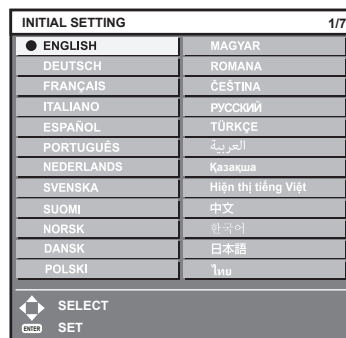 INITIAL SETTING 1/7
ENGLISH
DEUTSCH
FRANÇAIS
ITALIANO
ESPAÑOL
PORTUGUÊS
NEDERLANDS
SVENSKA
SUOMI
NORSK
DANSK
POLSKI
MAGYAR
ROMANA
ČEŠTINA
РУССКИЙ
TÜRKÇE
العربية
Қазақша
Hiện thị tiếng Việt
中文
한국어
日本語
ไทย
SELECT
ENTER SET